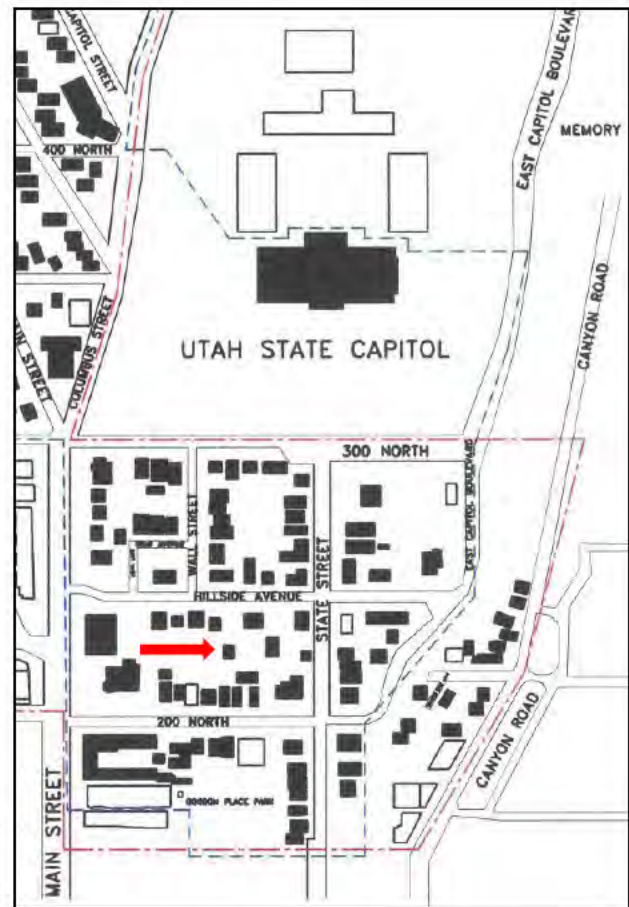 CAPITOL STREET
400 NORTH
EAST CAPITOL BOULEVARD
MEMORY
CANYON ROAD
COLUMBUS STREET
STREET
UTAH STATE CAPITOL
300 NORTH
EAST CAPITOL BOULEVARD
WALL STREET
STATE STREET
HILLSIDE AVENUE
200 NORTH
CANYON ROAD
GORDON PLACE PARK
MAIN STREET